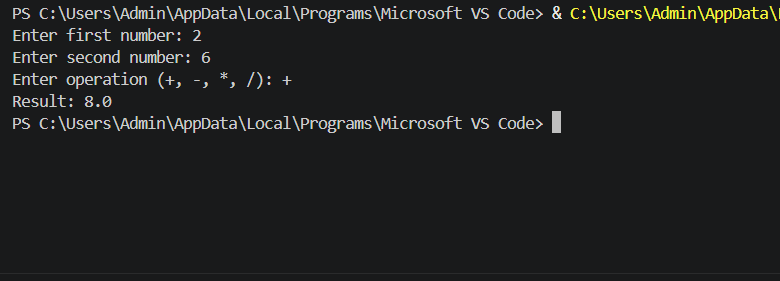 PS C:\Users\Admin\AppData\Local\Programs\Microsoft VS Code> & C:\Users\Admin\AppData\
Enter first number: 2
Enter second number: 6
Enter operation (+, -, *, /): +
Result: 8.0
PS C:\Users\Admin\AppData\Local\Programs\Microsoft VS Code>